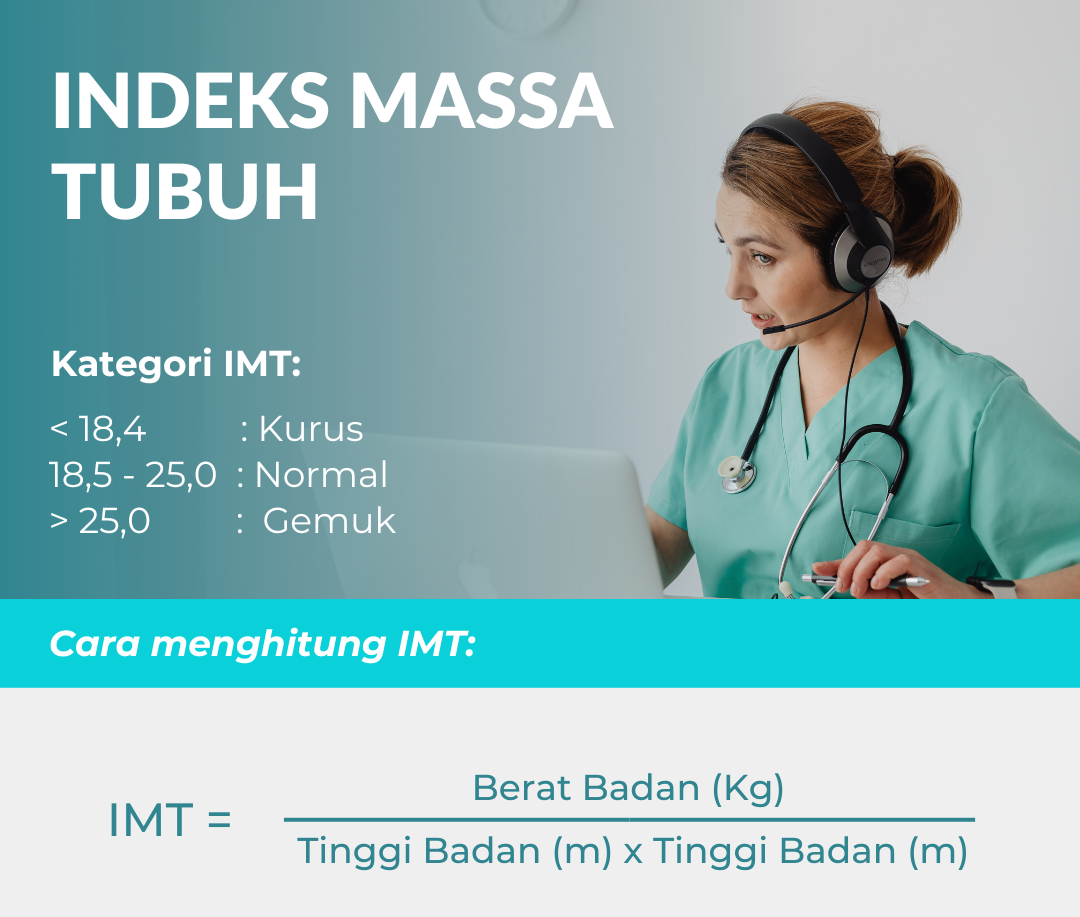 INDEKS MASSA
TUBUH
Kategori IMT:
< 18,4 : Kurus
18,5 - 25,0 : Normal
> 25,0 : Gemuk
Cara menghitung IMT:
IMT =
Berat Badan (Kg)
Tinggi Badan (m) x Tinggi Badan (m)